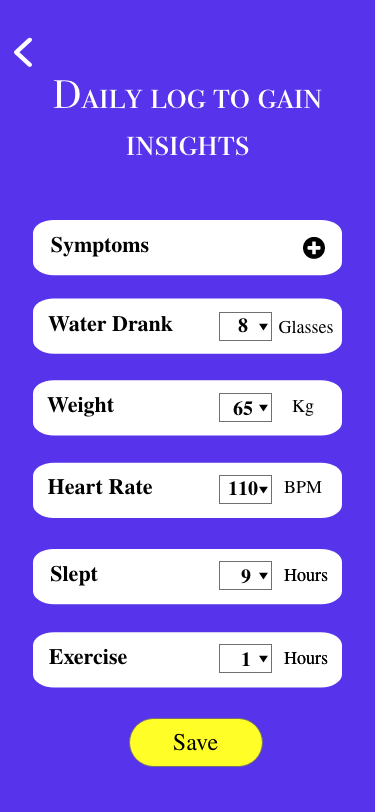 Daily log to gain
insights
Symptoms
Water Drank 8 Glasses
Weight 65 Kg
Heart Rate 110 BPM
Slept 9 Hours
Exercise 1 Hours
Save